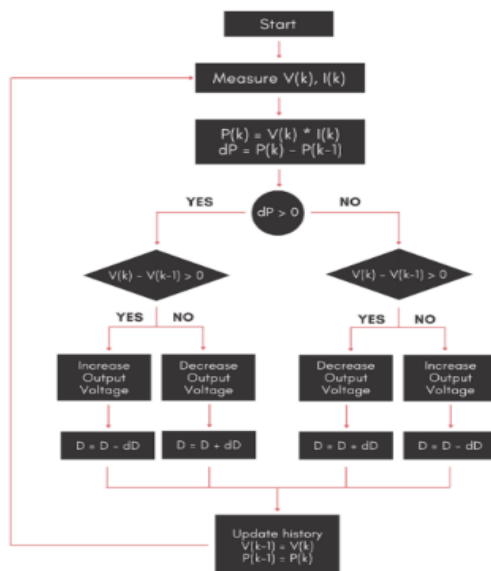 Start
Measure V(k), I(k)
P(k) = V(k) * I(k)
dP = P(k) - P(k-1)
YES
dP > 0
NO
V(k) - V(k-1) > 0
V(k) - V(k-1) > 0
YES
NO
YES
NO
Increase
Output
Voltage
Decrease
Output
Voltage
Decrease
Output
Voltage
Increase
Output
Voltage
D = D - dD
D = D + dD
D = D + dD
D = D - dD
Update history
V(k-1) = V(k)
P(k-1) = P(k)